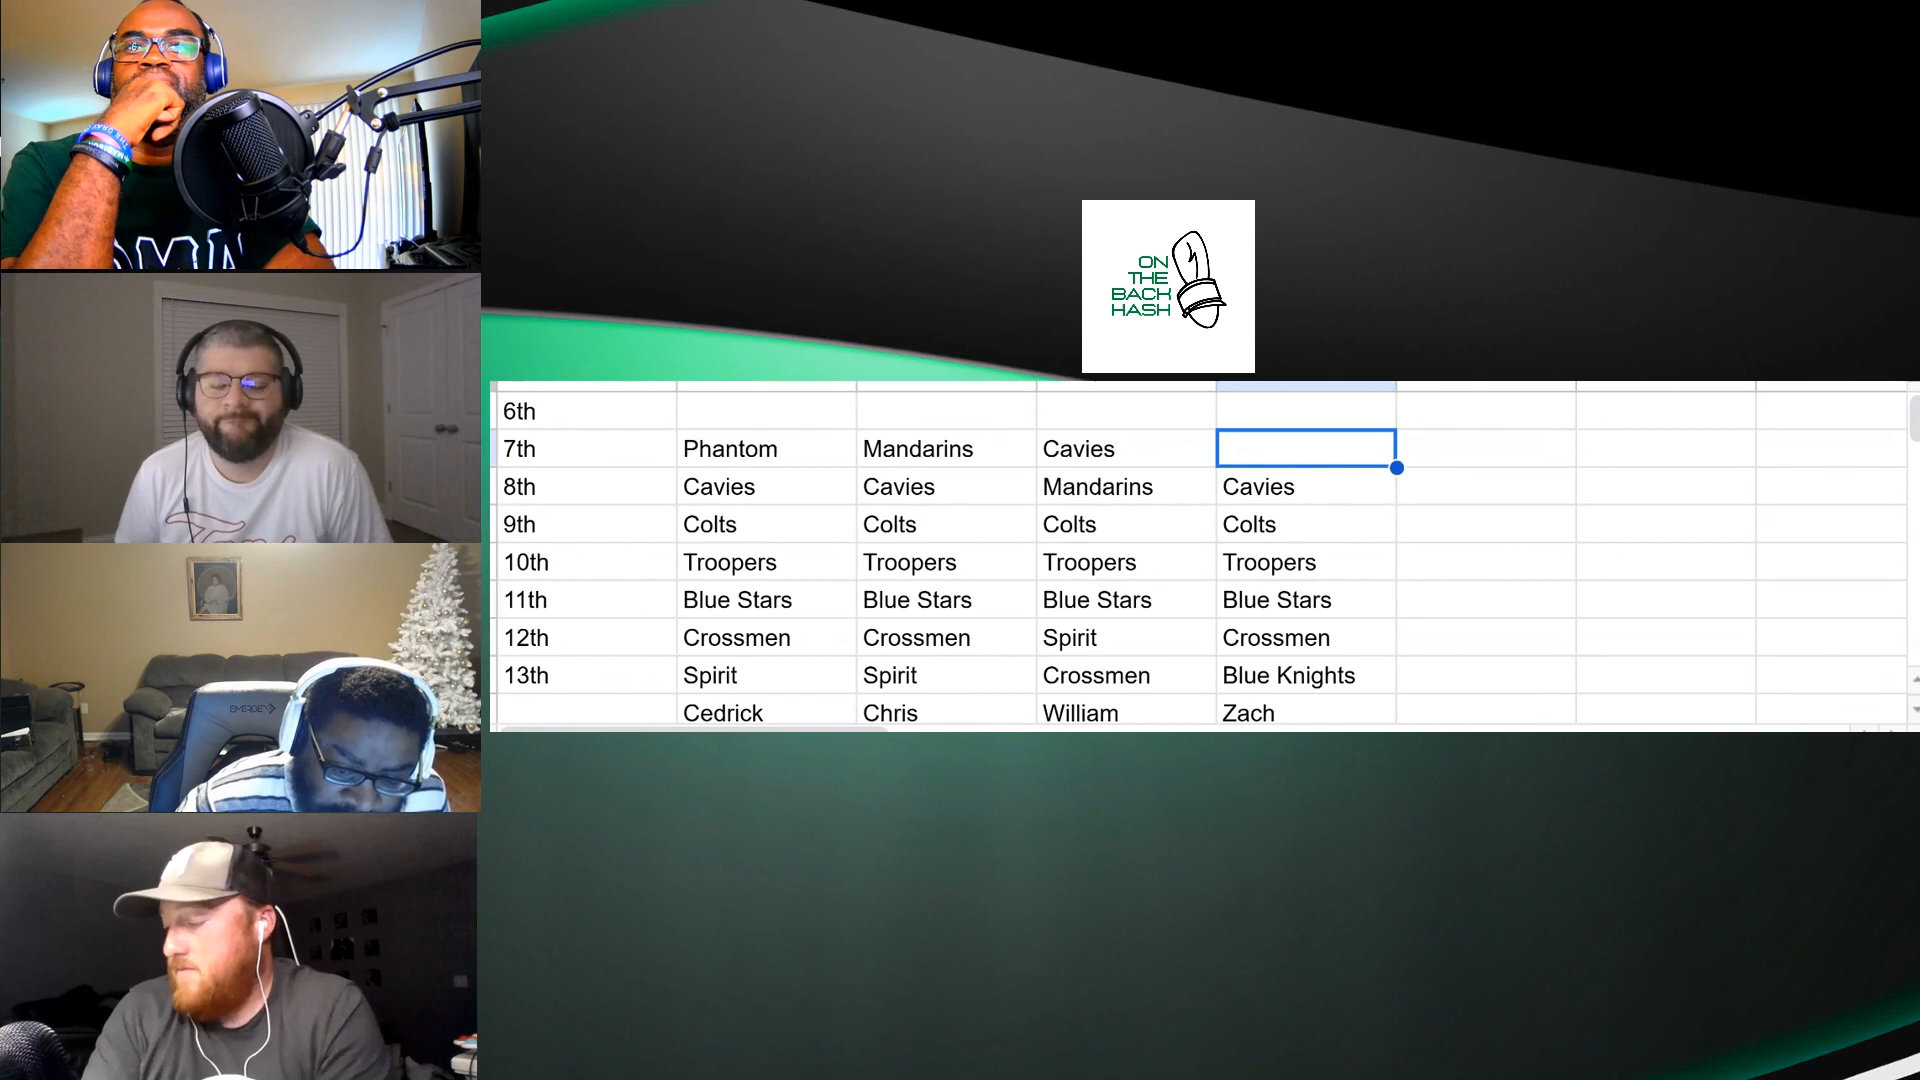 ON
THE
BACK
HASH
6th
7th Phantom Mandarins Cavies
8th Cavies Cavies Mandarins Cavies
9th Colts Colts Colts Colts
10th Troopers Troopers Troopers Troopers
11th Blue Stars Blue Stars Blue Stars Blue Stars
12th Crossmen Crossmen Spirit Crossmen
13th Spirit Spirit Crossmen Blue Knights
Cedrick Chris William Zach
EMERGE